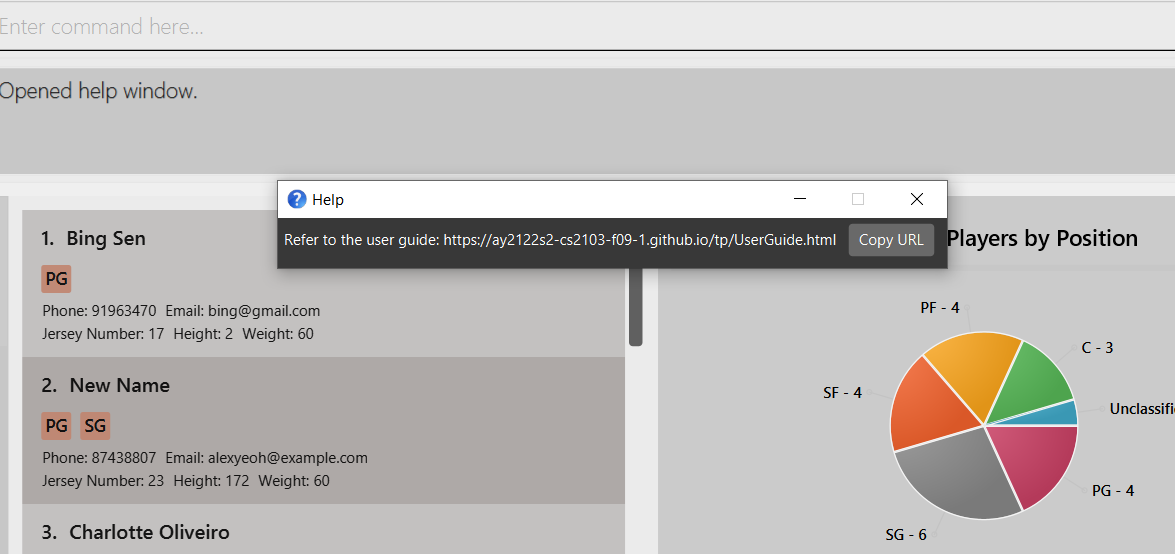 Enter command here...
Opened help window.
Help
Refer to the user guide: https://ay2122s2-cs2103-f09-1.github.io/tp/UserGuide.html Copy URL
1. Bing Sen
PG
Phone: 91963470 Email: bing@gmail.com
Jersey Number: 17 Height: 2 Weight: 60
2. New Name
PG SG
Phone: 87438807 Email: alexyeoh@example.com
Jersey Number: 23 Height: 172 Weight: 60
3. Charlotte Oliveiro
Players by Position
PF - 4
C - 3
SF - 4
Unclassifi
PG - 4
SG - 6